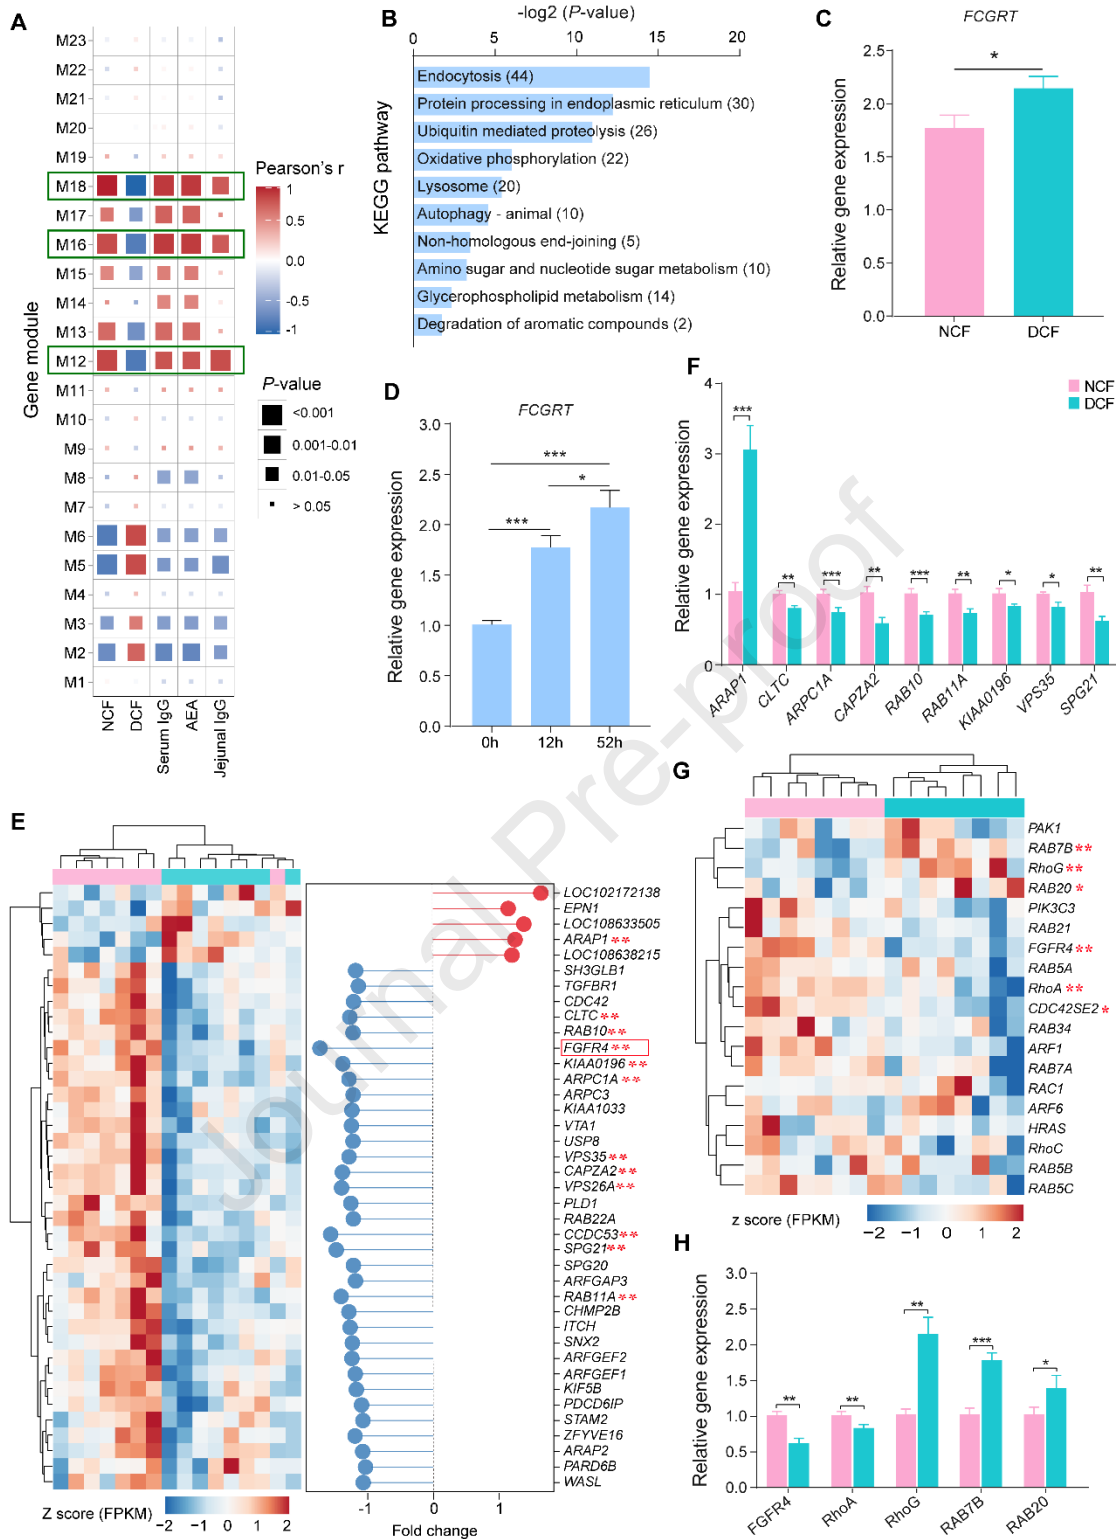 A
M23
M22
M21
M20
M19
M18
M17
M16
M15
M14
M13
M12
M11
M10
M9
M8
M7
M6
M5
M4
M3
M2
M1
Gene module
NCF
DCF
Serum IgG
AEA
Jejunal IgG
Pearson's r
1
0.5
0.0
-0.5
-1
P-value
<0.001
0.001-0.01
0.01-0.05
> 0.05
B
-log2 (P-value)
0 5 10 15 20
KEGG pathway
Endocytosis (44)
Protein processing in endoplasmic reticulum (30)
Ubiquitin mediated proteolysis (26)
Oxidative phosphorylation (22)
Lysosome (20)
Autophagy - animal (10)
Non-homologous end-joining (5)
Amino sugar and nucleotide sugar metabolism (10)
Glycerophospholipid metabolism (14)
Degradation of aromatic compounds (2)
C
FCGRT
Relative gene expression
2.5
2.0
1.5
1.0
0.5
0.0
*
NCF DCF
D
FCGRT
Relative gene expression
3.0
2.5
2.0
1.5
1.0
0.5
0.0
***
*
***
0h 12h 52h
F
NCF
DCF
Relative gene expression
4
3
2
1
0
*** ** *** ** *** ** * * **
ARAP1
CLTC
ARPC1A
CAPZA2
RAB10
RAB11A
KIAA0196
VPS35
SPG21
E
LOC102172138
EPN1
LOC108633505
ARAP1**
LOC108638215
SH3GLB1
TGFBR1
CDC42
CLTC**
RAB10**
FGFR4**
KIAA0196**
ARPC1A**
ARPC3
KIAA1033
VTA1
USP8
VPS35**
CAPZA2**
VPS26A**
PLD1
RAB22A
CCDC53**
SPG21**
SPG20
ARFGAP3
RAB11A**
CHMP2B
ITCH
SNX2
ARFGEF2
ARFGEF1
KIF5B
PDCD6IP
STAM2
ZFYVE16
ARAP2
PARD6B
WASL
Z score (FPKM)
−2 −1 0 1 2
-1 0 1
Fold change
G
PAK1
RAB7B**
RhoG**
RAB20*
PIK3C3
RAB21
FGFR4**
RAB5A
RhoA**
CDC42SE2*
RAB34
ARF1
RAB7A
RAC1
ARF6
HRAS
RhoC
RAB5B
RAB5C
z score (FPKM)
−2 −1 0 1 2
H
Relative gene expression
3.0
2.5
2.0
1.5
1.0
0.5
0.0
** ** ** *** *
FGFR4
RhoA
RhoG
RAB7B
RAB20
Journal Pre-proof